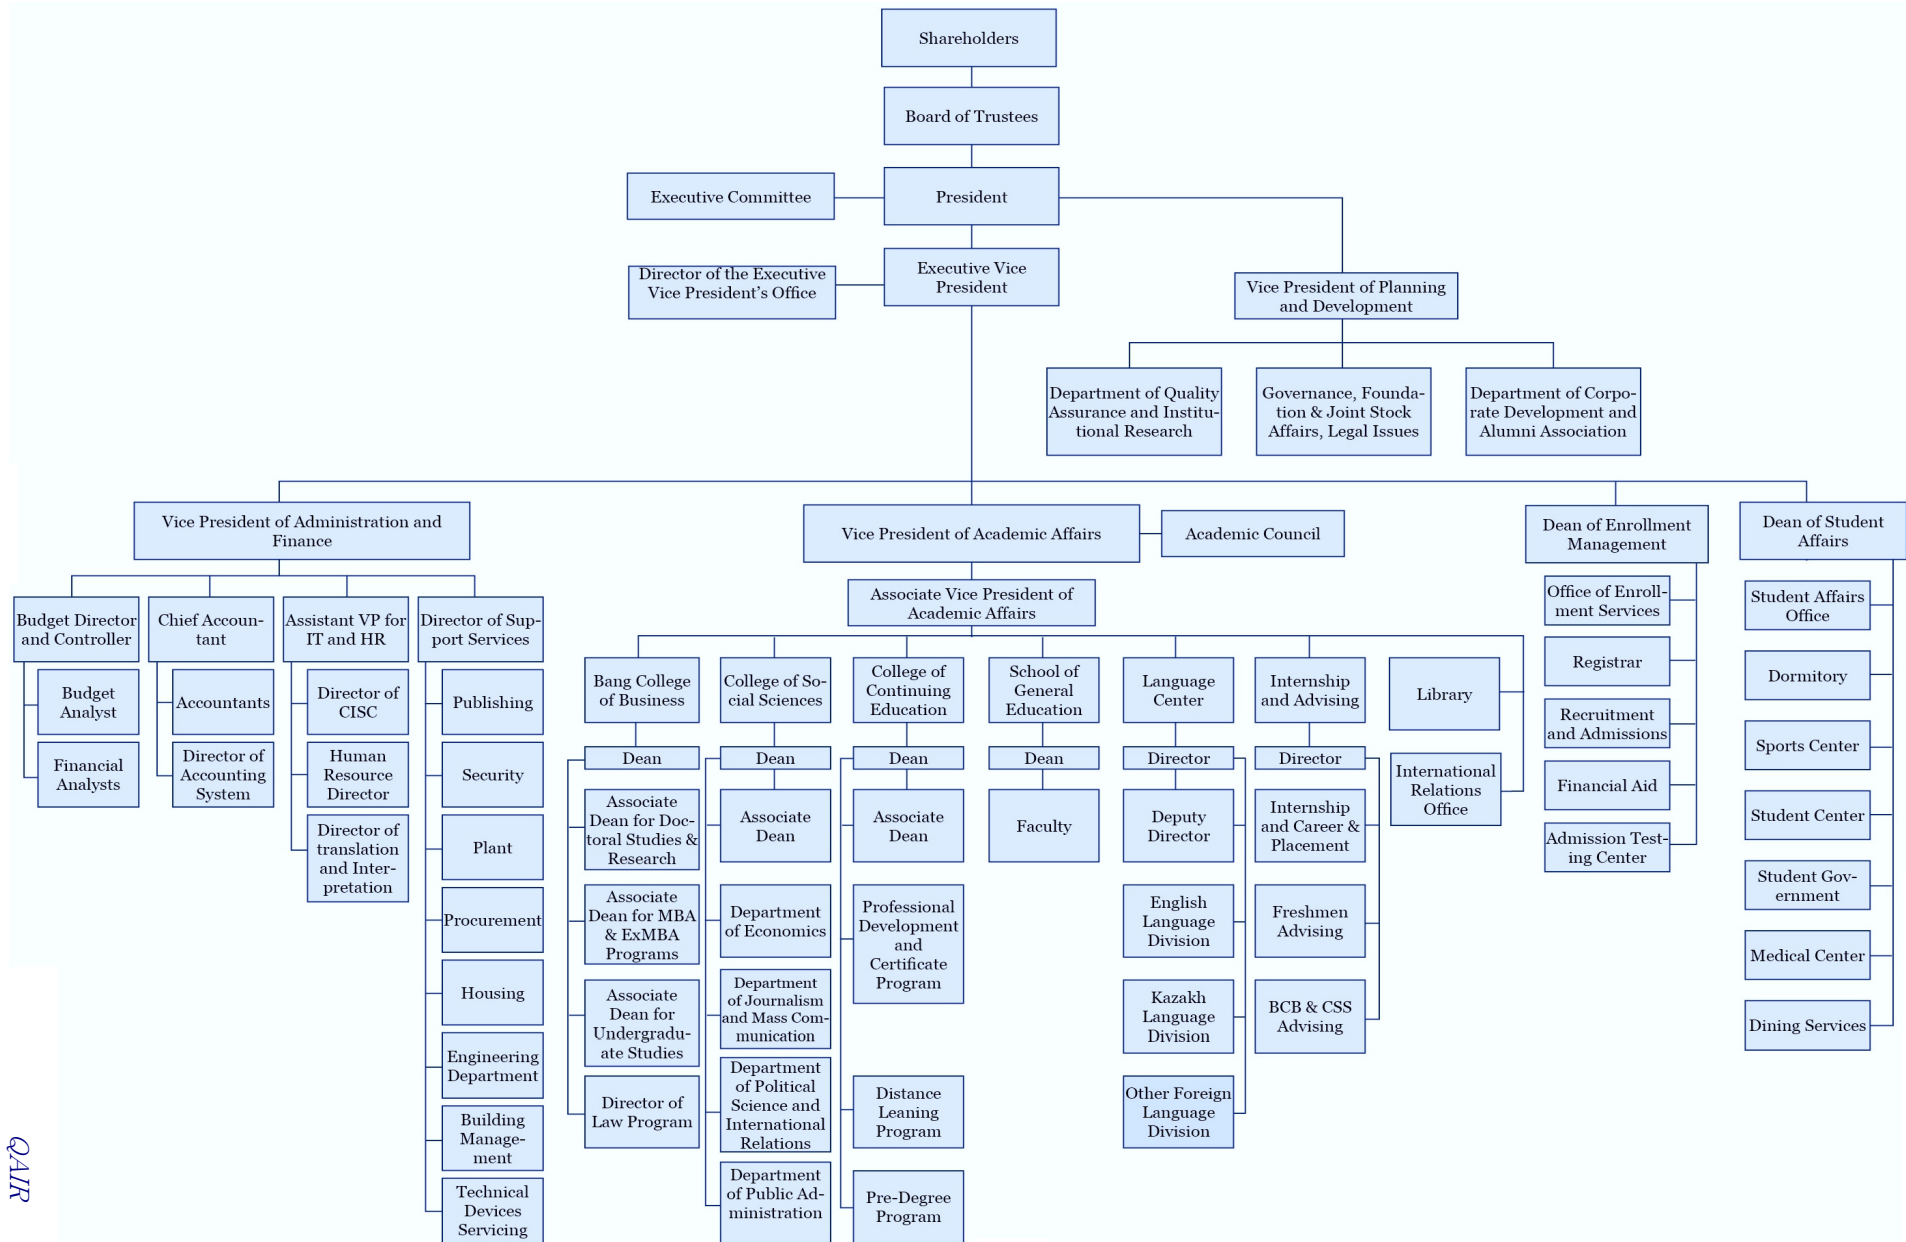 Shareholders
Board of Trustees
Executive Committee
President
Director of the Executive
Vice President's Office
Executive Vice
President
Vice President of Planning
and Development
Department of Quality
Assurance and Institu-
tional Research
Governance, Founda-
tion & Joint Stock
Affairs, Legal Issues
Department of Corpo-
rate Development and
Alumni Association
Vice President of Administration and
Finance
Vice President of Academic Affairs
Academic Council
Dean of Enrollment
Management
Dean of Student
Affairs
Associate Vice President of
Academic Affairs
Budget Director
and Controller
Budget
Analyst
Financial
Analysts
Chief Accoun-
tant
Accountants
Director of
Accounting
System
Assistant VP for
IT and HR
Director of
CISC
Human
Resource
Director
Director of
translation
and Inter-
pretation
Director of Sup-
port Services
Publishing
Security
Plant
Procurement
Housing
Engineering
Department
Building
Manage-
ment
Technical
Devices
Servicing
Bang College
of Business
Dean
Associate
Dean for Doc-
toral Studies &
Research
Associate
Dean for MBA
& ExMBA
Programs
Associate
Dean for
Undergradu-
ate Studies
Director of
Law Program
College of So-
cial Sciences
Dean
Associate
Dean
Department
of Economics
Department
of Journalism
and Mass Com-
munication
Department
of Political
Science and
International
Relations
Department
of Public Ad-
ministration
College of
Continuing
Education
Dean
Associate
Dean
Professional
Development
and
Certificate
Program
Distance
Leaning
Program
Pre-Degree
Program
School of
General
Education
Dean
Faculty
Language
Center
Director
Deputy
Director
English
Language
Division
Kazakh
Language
Division
Other Foreign
Language
Division
Internship
and Advising
Director
Internship
and Career &
Placement
Freshmen
Advising
BCB & CSS
Advising
Library
International
Relations
Office
Office of Enroll-
ment Services
Registrar
Recruitment
and Admissions
Financial Aid
Admission Test-
ing Center
Student Affairs
Office
Dormitory
Sports Center
Student Center
Student Gov-
ernment
Medical Center
Dining Services
QAIR